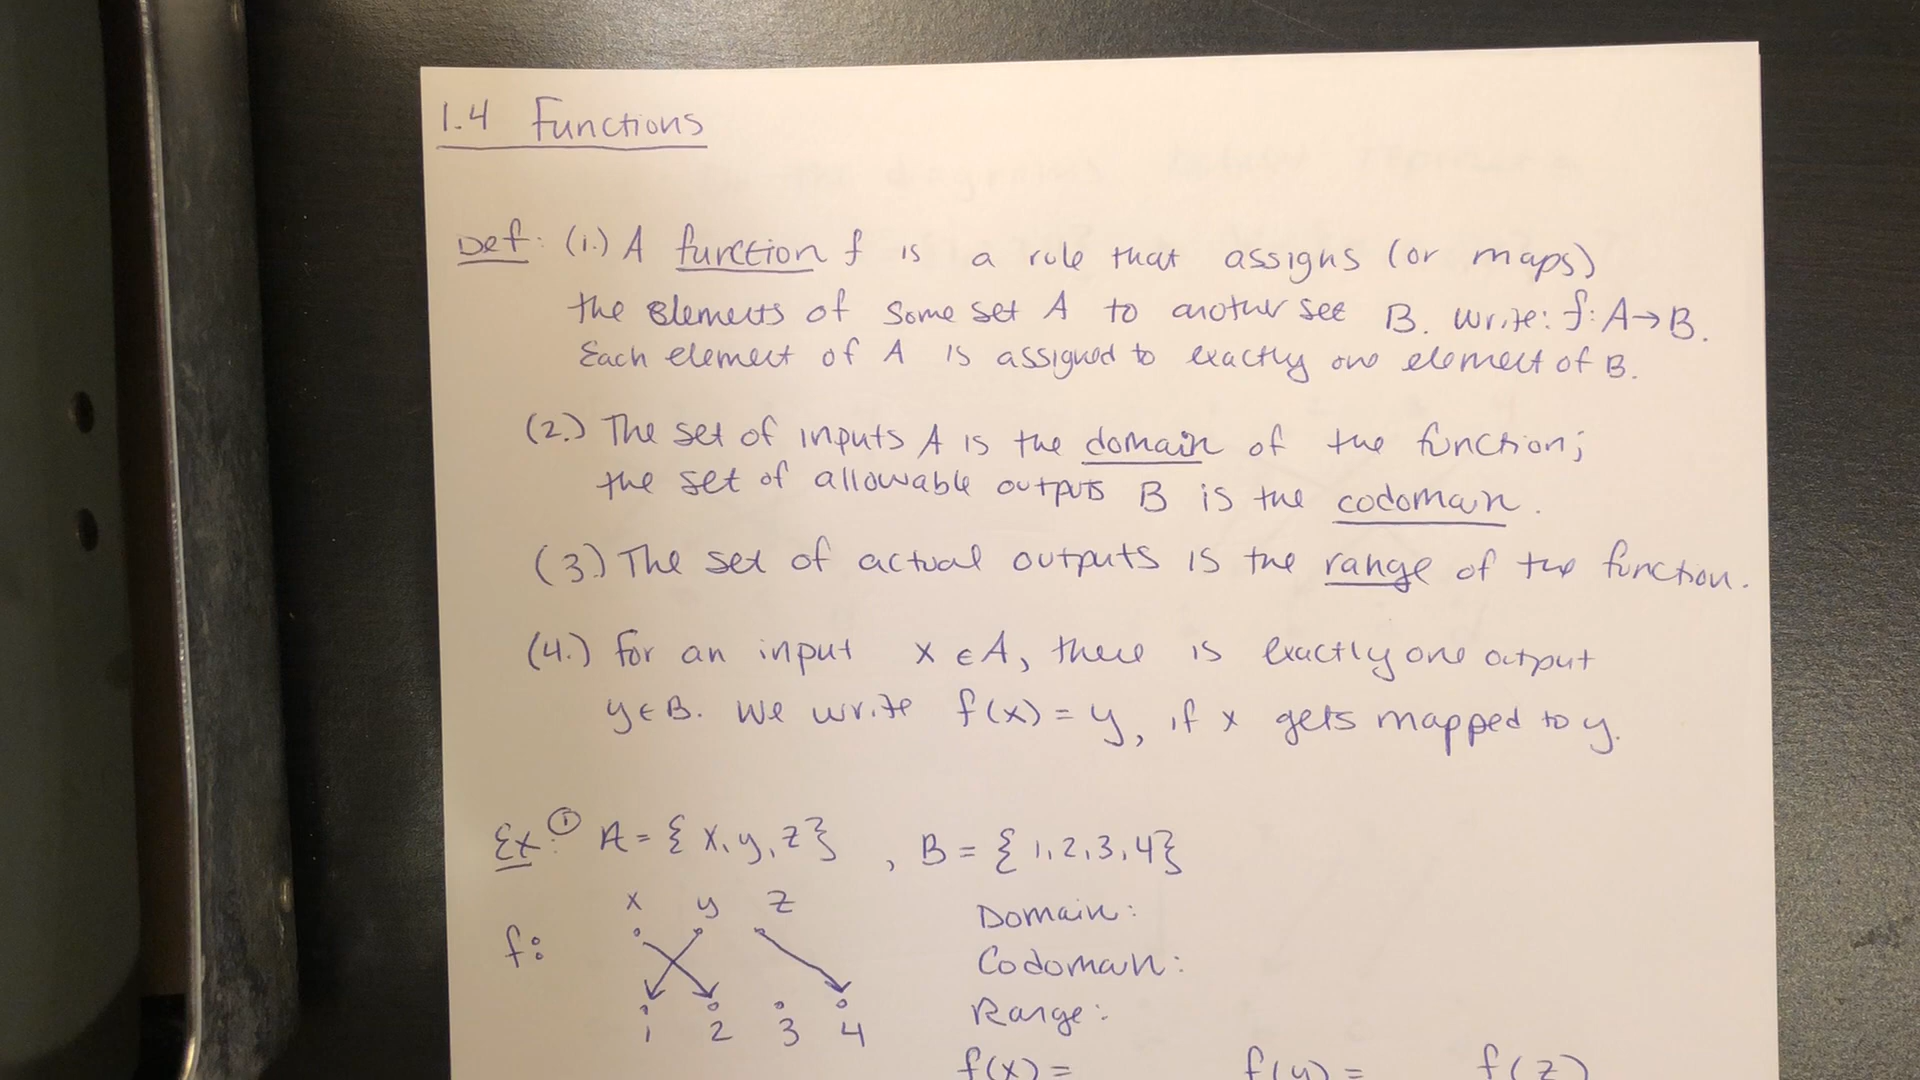 1.4 Functions
Def: (1.) A function f is a rule that assigns (or maps)
the elements of some set A to another set B. Write: f: A→B.
Each element of A is assigned to exactly one element of B.
(2.) The set of inputs A is the domain of the function;
the set of allowable outputs B is the codomain.
(3.) The set of actual outputs is the range of the function.
(4.) For an input x ∈ A, there is exactly one output
y ∈ B. We write f(x) = y, if x gets mapped to y.
Ex: ① A = {x, y, z}, B = {1, 2, 3, 4}
x y z
Domain:
f:
Codomain:
Range:
1 2 3 4
f(x) = f(y) = f(z)